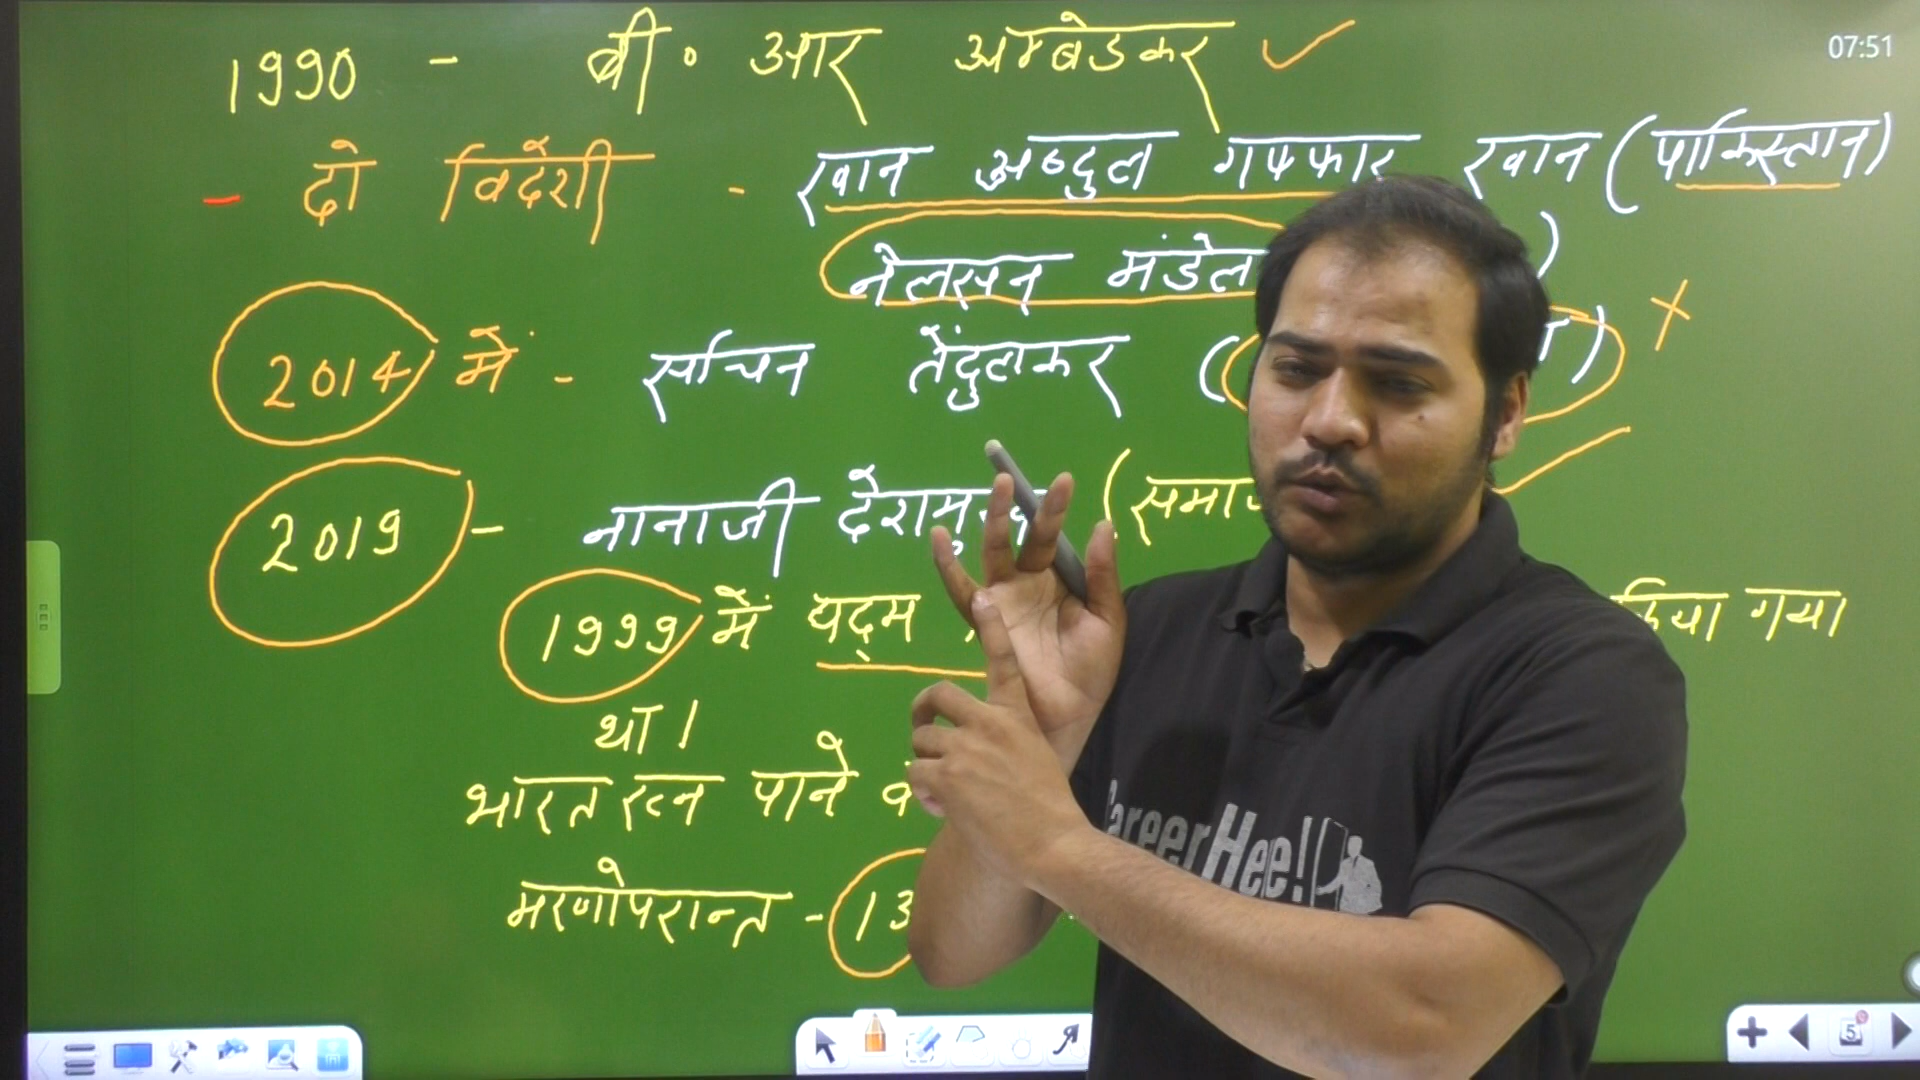 1990 - बी० आर अम्बेडकर
07:51
- दो विदेशी - खान अब्दुल गफ्फार खान (पाकिस्तान)
नेलसन मंडेल )
2014 में - सचिन तेंदुलकर ( )
2019 - नानाजी (समाज
1999 में पद्म किया गया
था।
भारत रत्न पाने
मरणोपरान्त - 13
CareerHee!
5